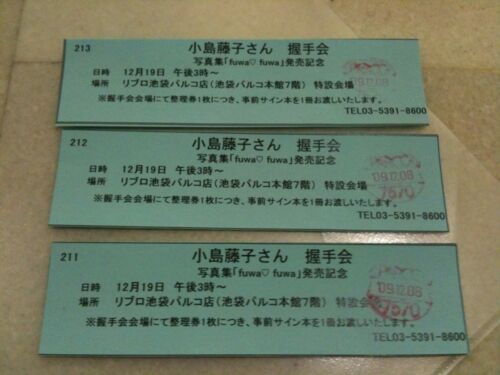 213
小島藤子さん 握手会
写真集「fuwa♡ fuwa」発売記念
日時 12月19日 午後3時～
場所 リブロ池袋パルコ店(池袋パルコ本館7階) 特設会場
※握手会会場にて整理券1枚につき、事前サイン本を1冊お渡しいたします。
TEL03-5391-8600
212
小島藤子さん 握手会
写真集「fuwa♡ fuwa」発売記念
日時 12月19日 午後3時～
場所 リブロ池袋パルコ店(池袋パルコ本館7階) 特設会場
※握手会会場にて整理券1枚につき、事前サイン本を1冊お渡しいたします。
TEL03-5391-8600
'09.12.08
7570
211
小島藤子さん 握手会
写真集「fuwa♡ fuwa」発売記念
日時 12月19日 午後3時～
場所 リブロ池袋パルコ店(池袋パルコ本館7階) 特設会場
※握手会会場にて整理券1枚につき、事前サイン本を1冊お渡しいたします。
TEL03-5391-8600
'09.12.08
7570